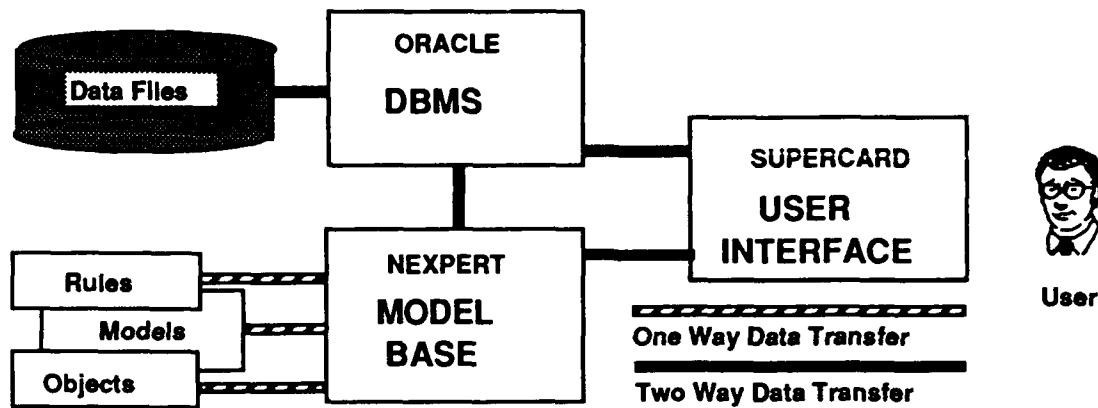 ORACLE
DBMS
Data Files
SUPERCARD
USER
INTERFACE
User
NEXPERT
MODEL
BASE
Rules
Models
Objects
One Way Data Transfer
Two Way Data Transfer